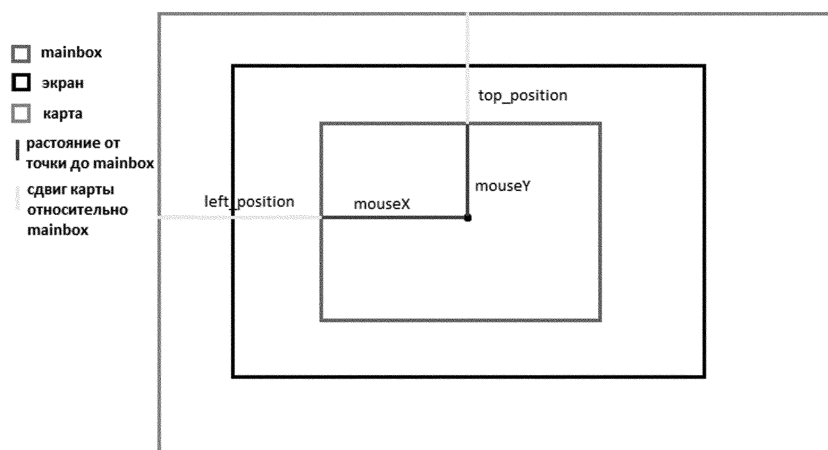 mainbox
экран
карта
растояние от
точки до mainbox
сдвиг карты
относительно
mainbox
top_position
left_position
mouseX
mouseY